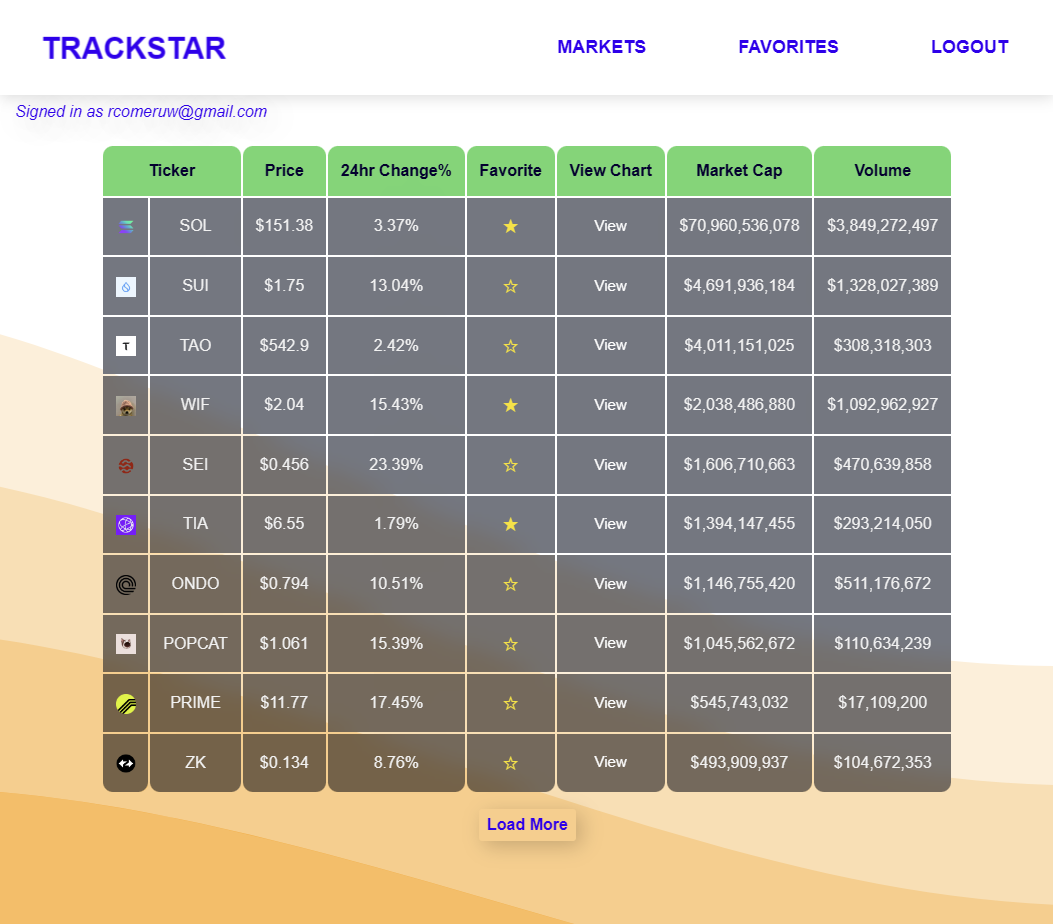 TRACKSTAR MARKETS FAVORITES LOGOUT
Signed in as rcomeruw@gmail.com
Ticker Price 24hr Change% Favorite View Chart Market Cap Volume
SOL $151.38 3.37% ★ View $70,960,536,078 $3,849,272,497
SUI $1.75 13.04% ☆ View $4,691,936,184 $1,328,027,389
T TAO $542.9 2.42% ☆ View $4,011,151,025 $308,318,303
WIF $2.04 15.43% ★ View $2,038,486,880 $1,092,962,927
SEI $0.456 23.39% ☆ View $1,606,710,663 $470,639,858
TIA $6.55 1.79% ★ View $1,394,147,455 $293,214,050
ONDO $0.794 10.51% ☆ View $1,146,755,420 $511,176,672
POPCAT $1.061 15.39% ☆ View $1,045,562,672 $110,634,239
PRIME $11.77 17.45% ☆ View $545,743,032 $17,109,200
ZK $0.134 8.76% ☆ View $493,909,937 $104,672,353
Load More